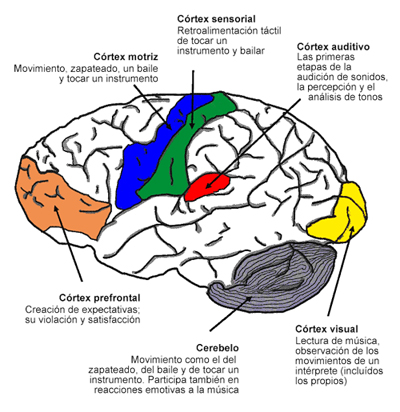 Córtex sensorial
Retroalimentación táctil
de tocar un
instrumento y bailar
Córtex motriz
Movimiento, zapateado, un baile
y tocar un instrumento
Córtex auditivo
Las primeras
etapas de la
audición de sonidos,
la percepción y el
análisis de tonos
Córtex prefrontal
Creación de expectativas;
su violación y satisfacción
Cerebelo
Movimiento como el del
zapateado, del baile y de tocar un
instrumento. Participa también en
reacciones emotivas a la música
Córtex visual
Lectura de música,
observación de los
movimientos de un
intérprete (incluídos
los propios)